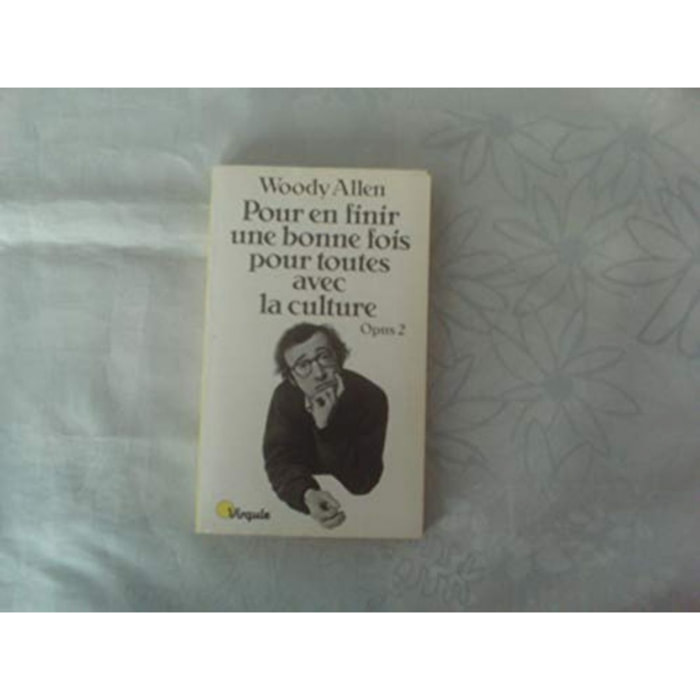 Woody Allen
Pour en finir
une bonne fois
pour toutes
avec
la culture
Opus 2
Virgule